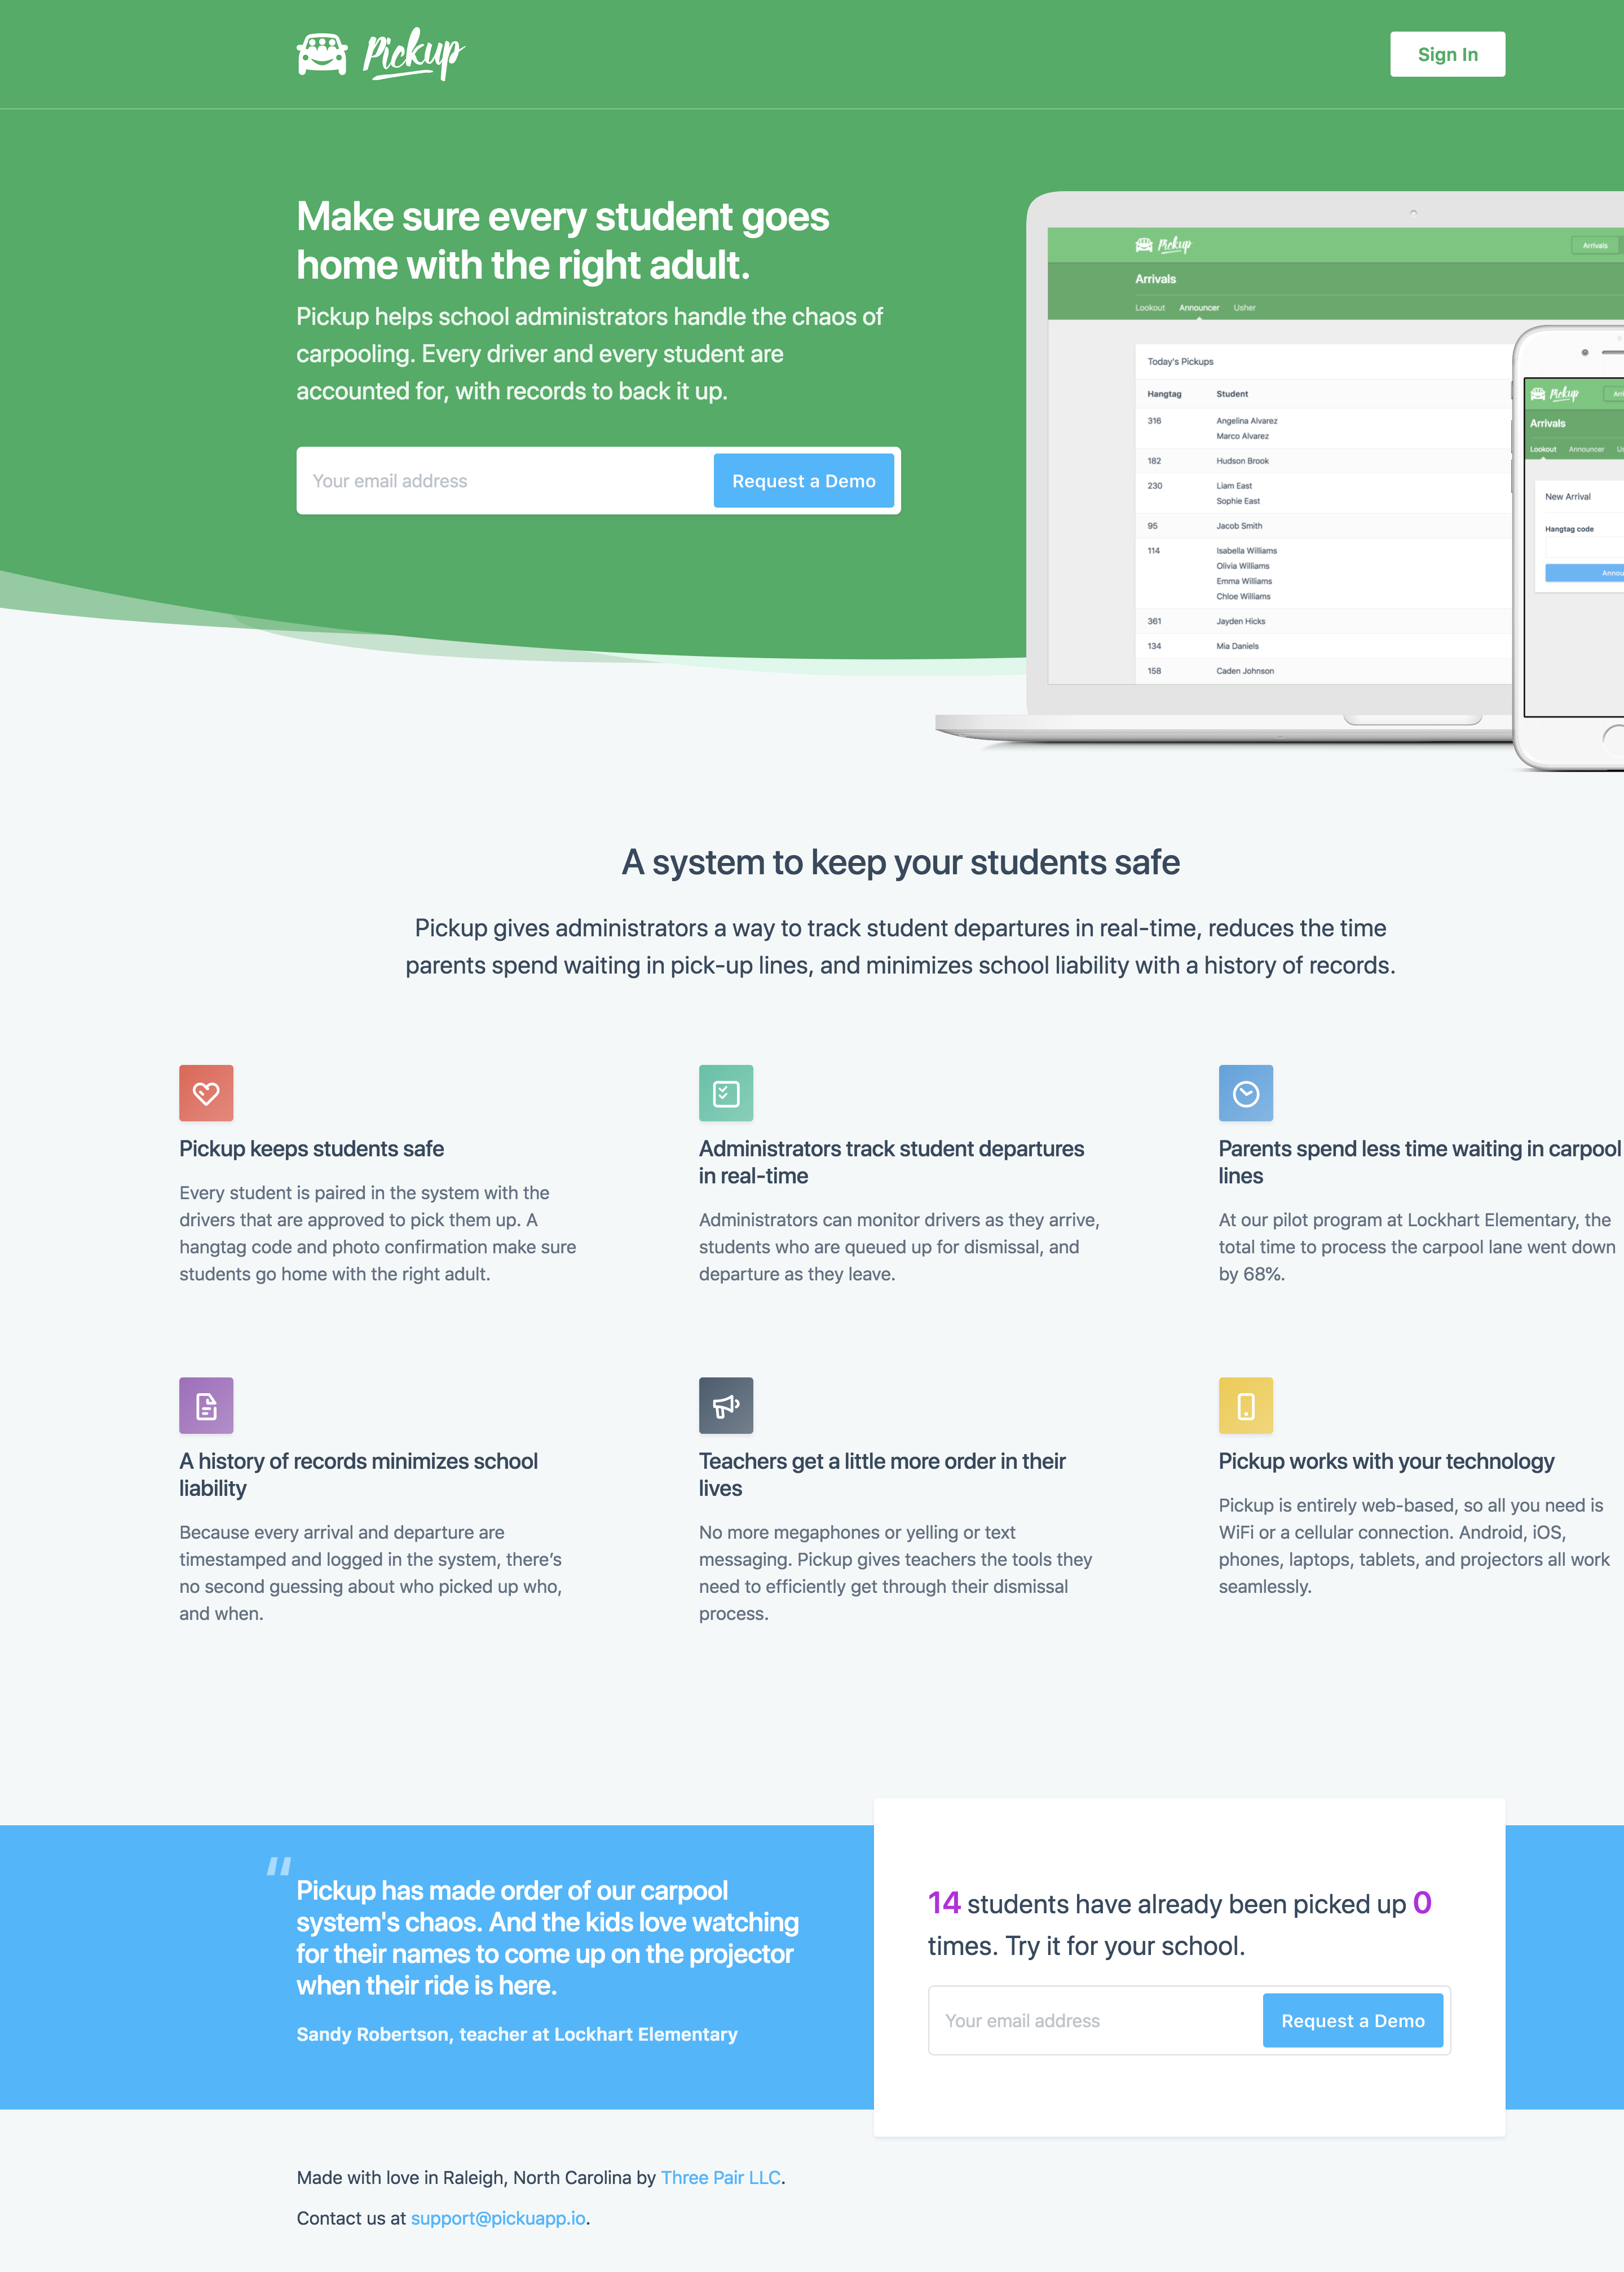 Pickup
Sign In
Make sure every student goes
home with the right adult.
Pickup helps school administrators handle the chaos of
carpooling. Every driver and every student are
accounted for, with records to back it up.
Your email address
Request a Demo
Pickup
Arrivals
Arrivals
Lookout Announcer Usher
Today's Pickups
Hangtag Student
316 Angelina Alvarez
Marco Alvarez
182 Hudson Brook
230 Liam East
Sophie East
95 Jacob Smith
114 Isabella Williams
Olivia Williams
Emma Williams
Chloe Williams
361 Jayden Hicks
134 Mia Daniels
158 Caden Johnson
Pickup
Arrivals
Lookout Announcer
New Arrival
Hangtag code
A system to keep your students safe
Pickup gives administrators a way to track student departures in real-time, reduces the time
parents spend waiting in pick-up lines, and minimizes school liability with a history of records.
Pickup keeps students safe
Every student is paired in the system with the
drivers that are approved to pick them up. A
hangtag code and photo confirmation make sure
students go home with the right adult.
Administrators track student departures
in real-time
Administrators can monitor drivers as they arrive,
students who are queued up for dismissal, and
departure as they leave.
Parents spend less time waiting in carpool
lines
At our pilot program at Lockhart Elementary, the
total time to process the carpool lane went down
by 68%.
A history of records minimizes school
liability
Because every arrival and departure are
timestamped and logged in the system, there’s
no second guessing about who picked up who,
and when.
Teachers get a little more order in their
lives
No more megaphones or yelling or text
messaging. Pickup gives teachers the tools they
need to efficiently get through their dismissal
process.
Pickup works with your technology
Pickup is entirely web-based, so all you need is
WiFi or a cellular connection. Android, iOS,
phones, laptops, tablets, and projectors all work
seamlessly.
"
Pickup has made order of our carpool
system's chaos. And the kids love watching
for their names to come up on the projector
when their ride is here.
Sandy Robertson, teacher at Lockhart Elementary
14 students have already been picked up 0
times. Try it for your school.
Your email address
Request a Demo
Made with love in Raleigh, North Carolina by Three Pair LLC.
Contact us at support@pickuapp.io.